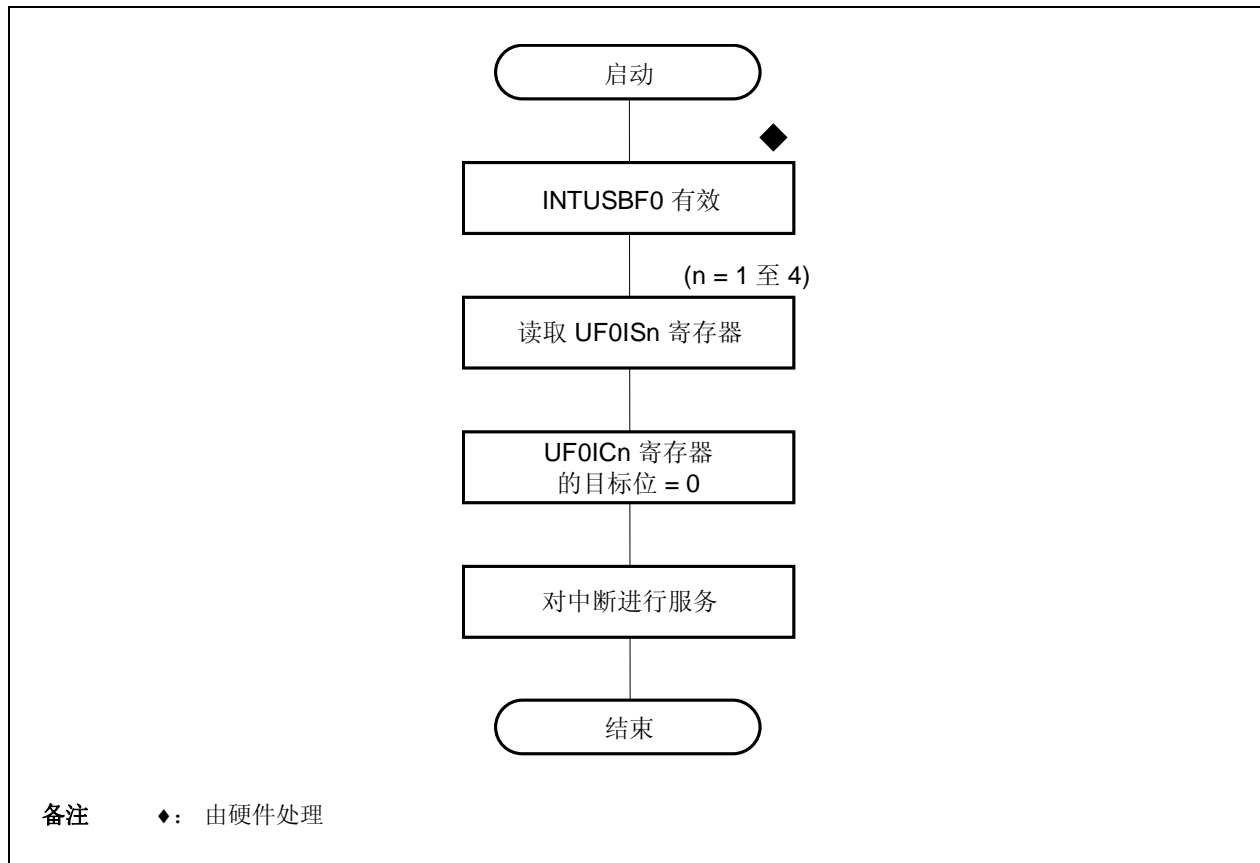 启动
◆
INTUSBF0 有效
(n = 1 至 4)
读取 UF0ISn 寄存器
UF0ICn 寄存器
的目标位 = 0
对中断进行服务
结束
备注 ♦： 由硬件处理